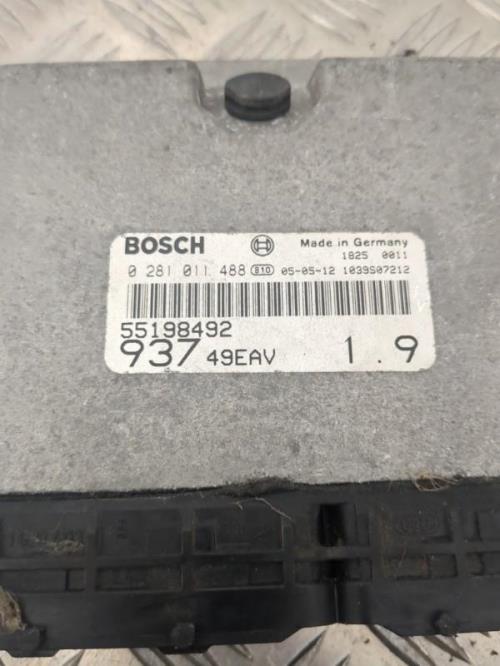 BOSCH Made in Germany
1825 0011
0 281 011 488 810 05-05-12 1039S07212
55198492
937 49EAV 1.9